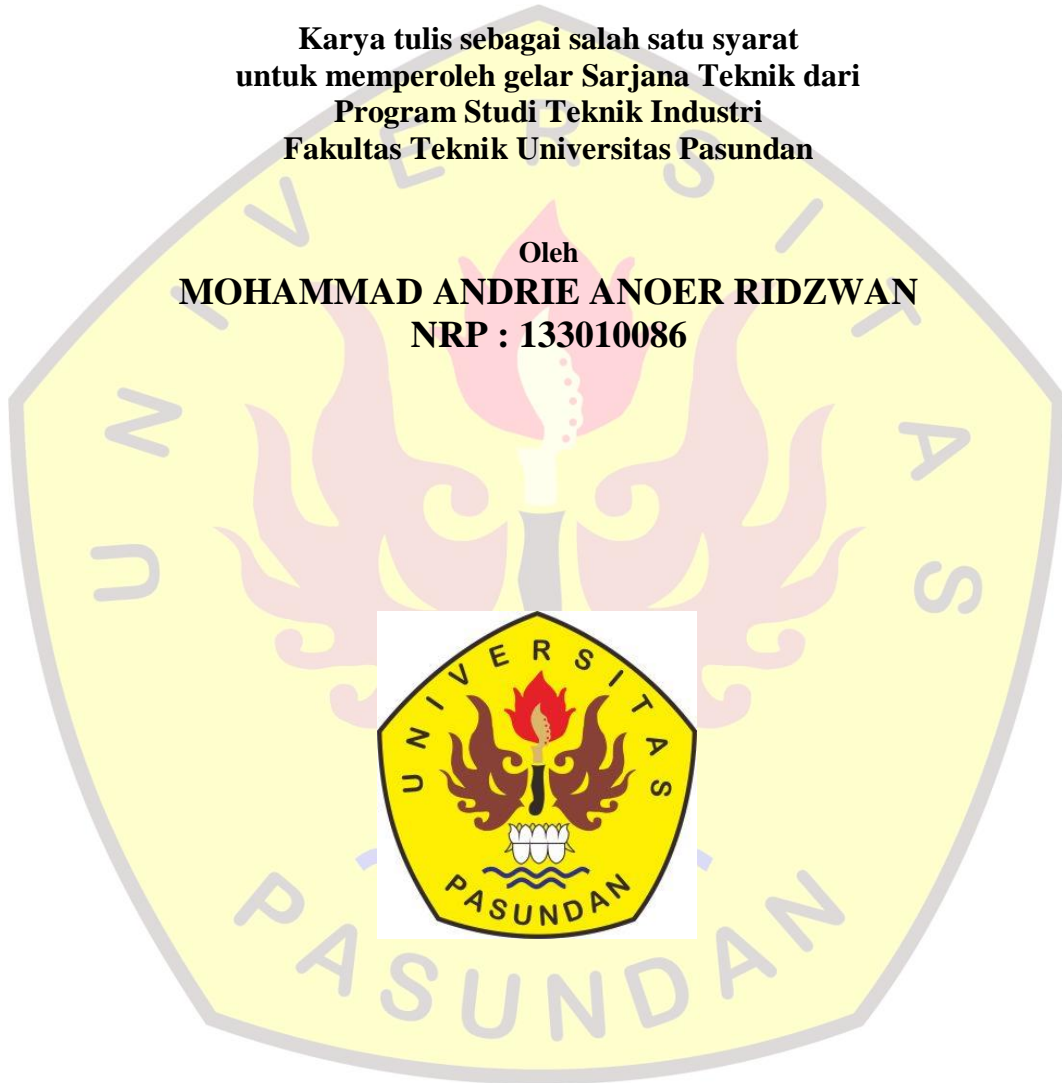 Karya tulis sebagai salah satu syarat
untuk memperoleh gelar Sarjana Teknik dari
Program Studi Teknik Industri
Fakultas Teknik Universitas Pasundan
Oleh
MOHAMMAD ANDRIE ANOER RIDZWAN
NRP : 133010086
UNIVERSITAS
PASUNDAN
UNIVERSITAS
PASUNDAN